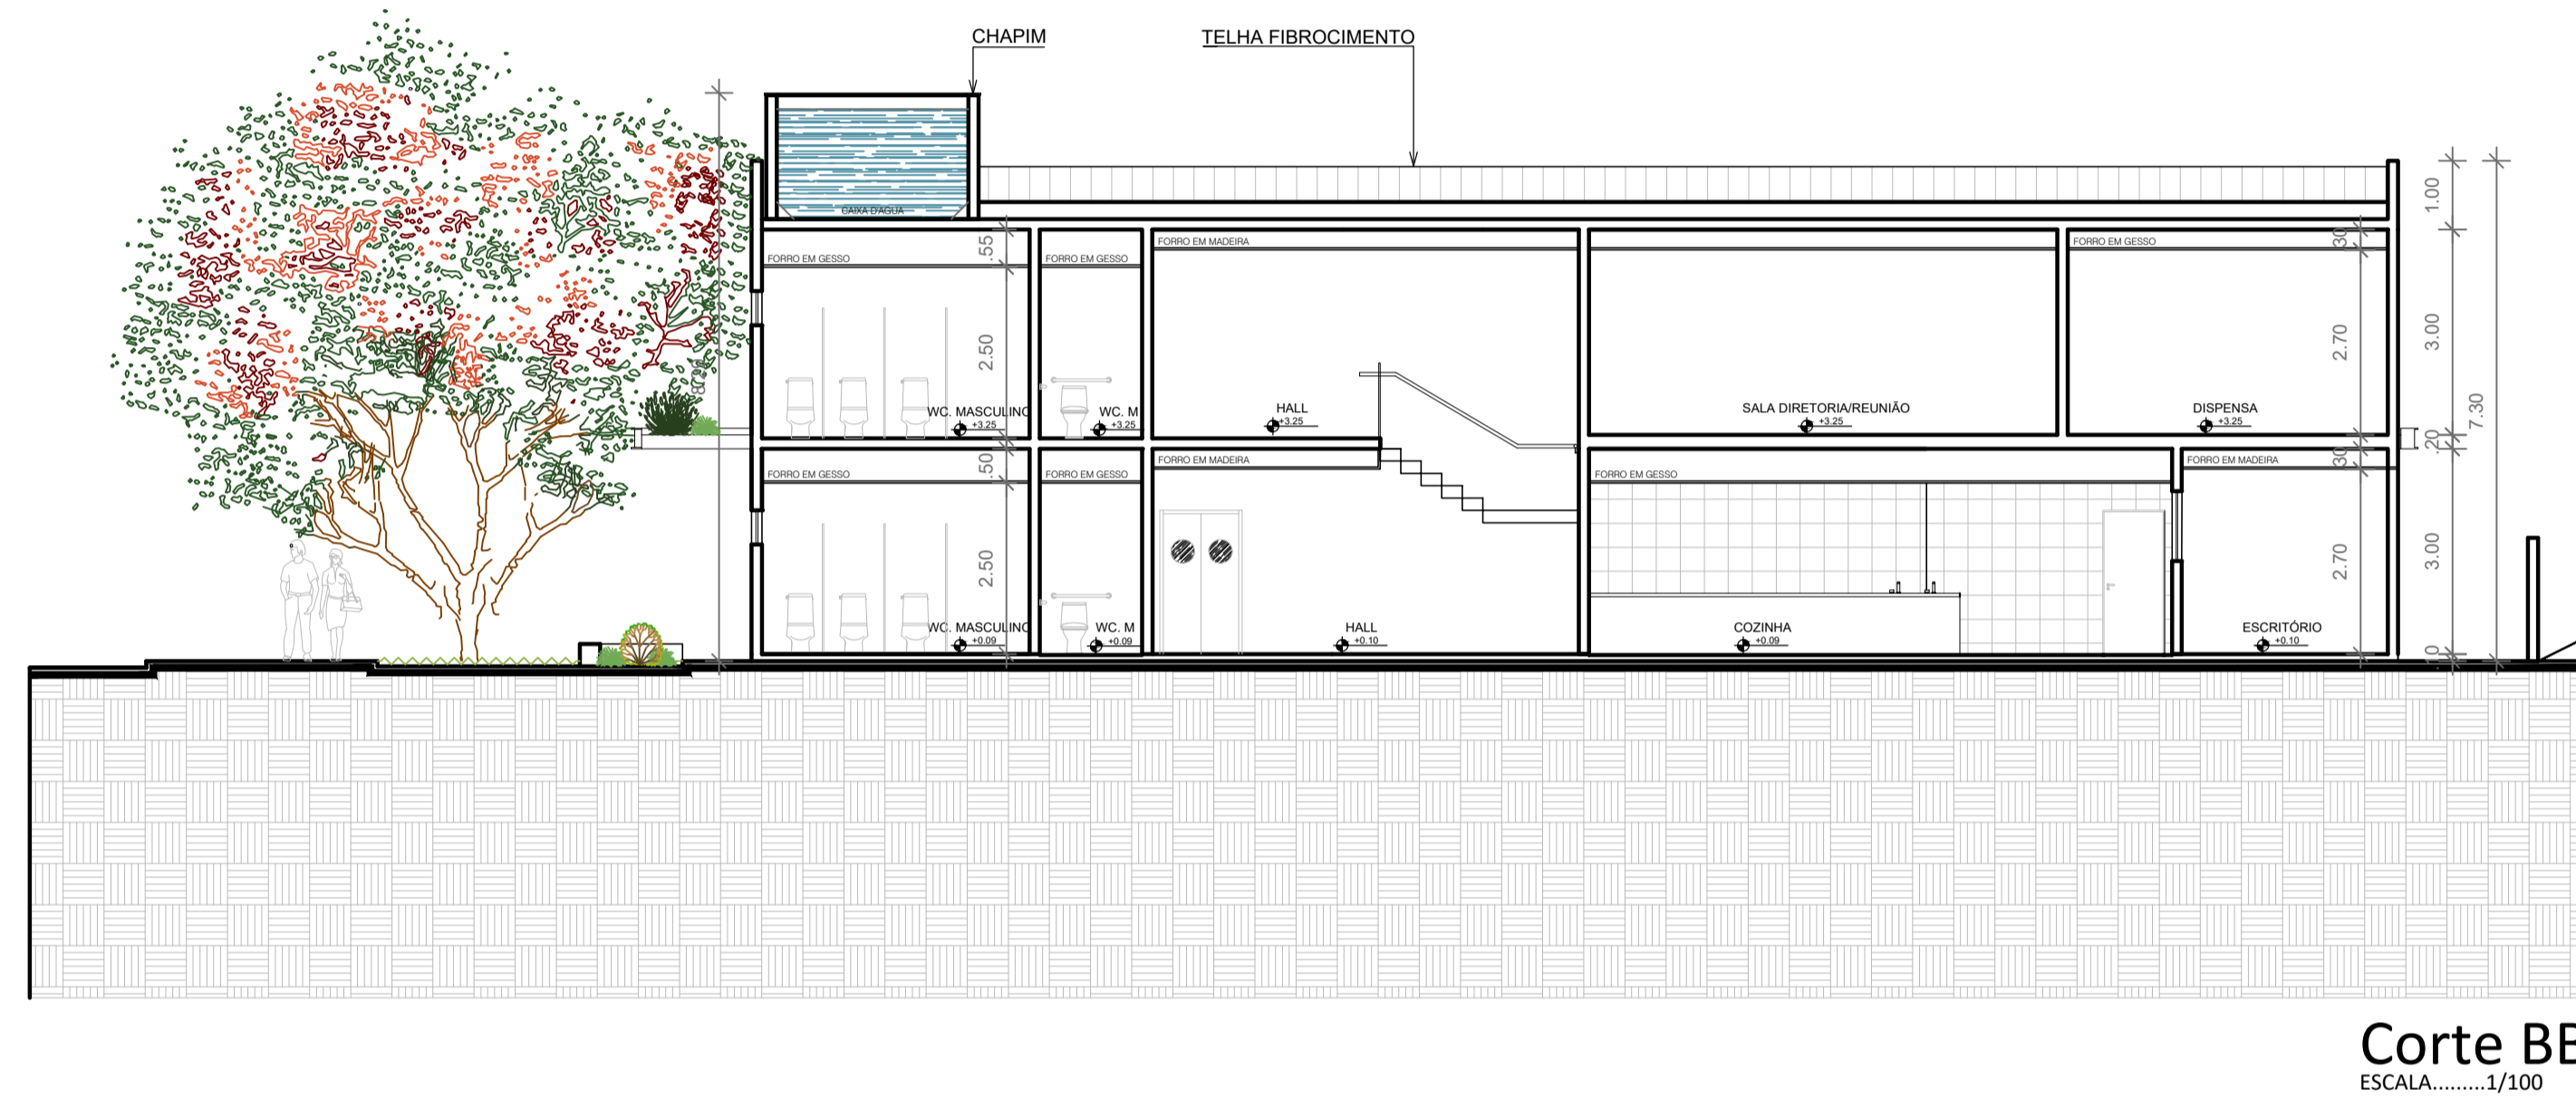 CHAPIM
TELHA FIBROCIMENTO
CAIXA D'AGUA
1.00
FORRO EM MADEIRA
FORRO EM GESSO
.30
.55
FORRO EM GESSO
FORRO EM GESSO
2.50
2.70
3.00
7.30
WC. MASCULINO
+3.25
WC. M
+3.25
HALL
+3.25
SALA DIRETORIA/REUNIÃO
+3.25
DISPENSA
+3.25
.20
FORRO EM GESSO
.50
FORRO EM GESSO
FORRO EM MADEIRA
FORRO EM GESSO
FORRO EM MADEIRA
.30
2.50
2.70
3.00
WC. MASCULINO
+0.09
WC. M
+0.09
HALL
+0.10
COZINHA
+0.09
ESCRITÓRIO
+0.10
.10
Corte BB
ESCALA.........1/100